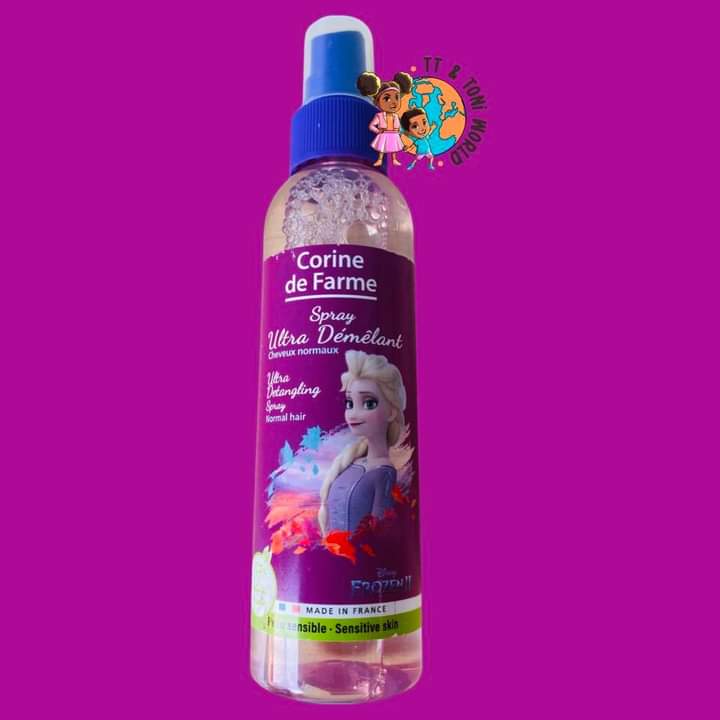 TT & TONi WORLD
Corine
de Farme
Spray
Ultra Démêlant
Cheveux normaux
Ultra
Detangling
Spray
Normal hair
Disney
FROZEN II
MADE IN FRANCE
sensible - Sensitive skin